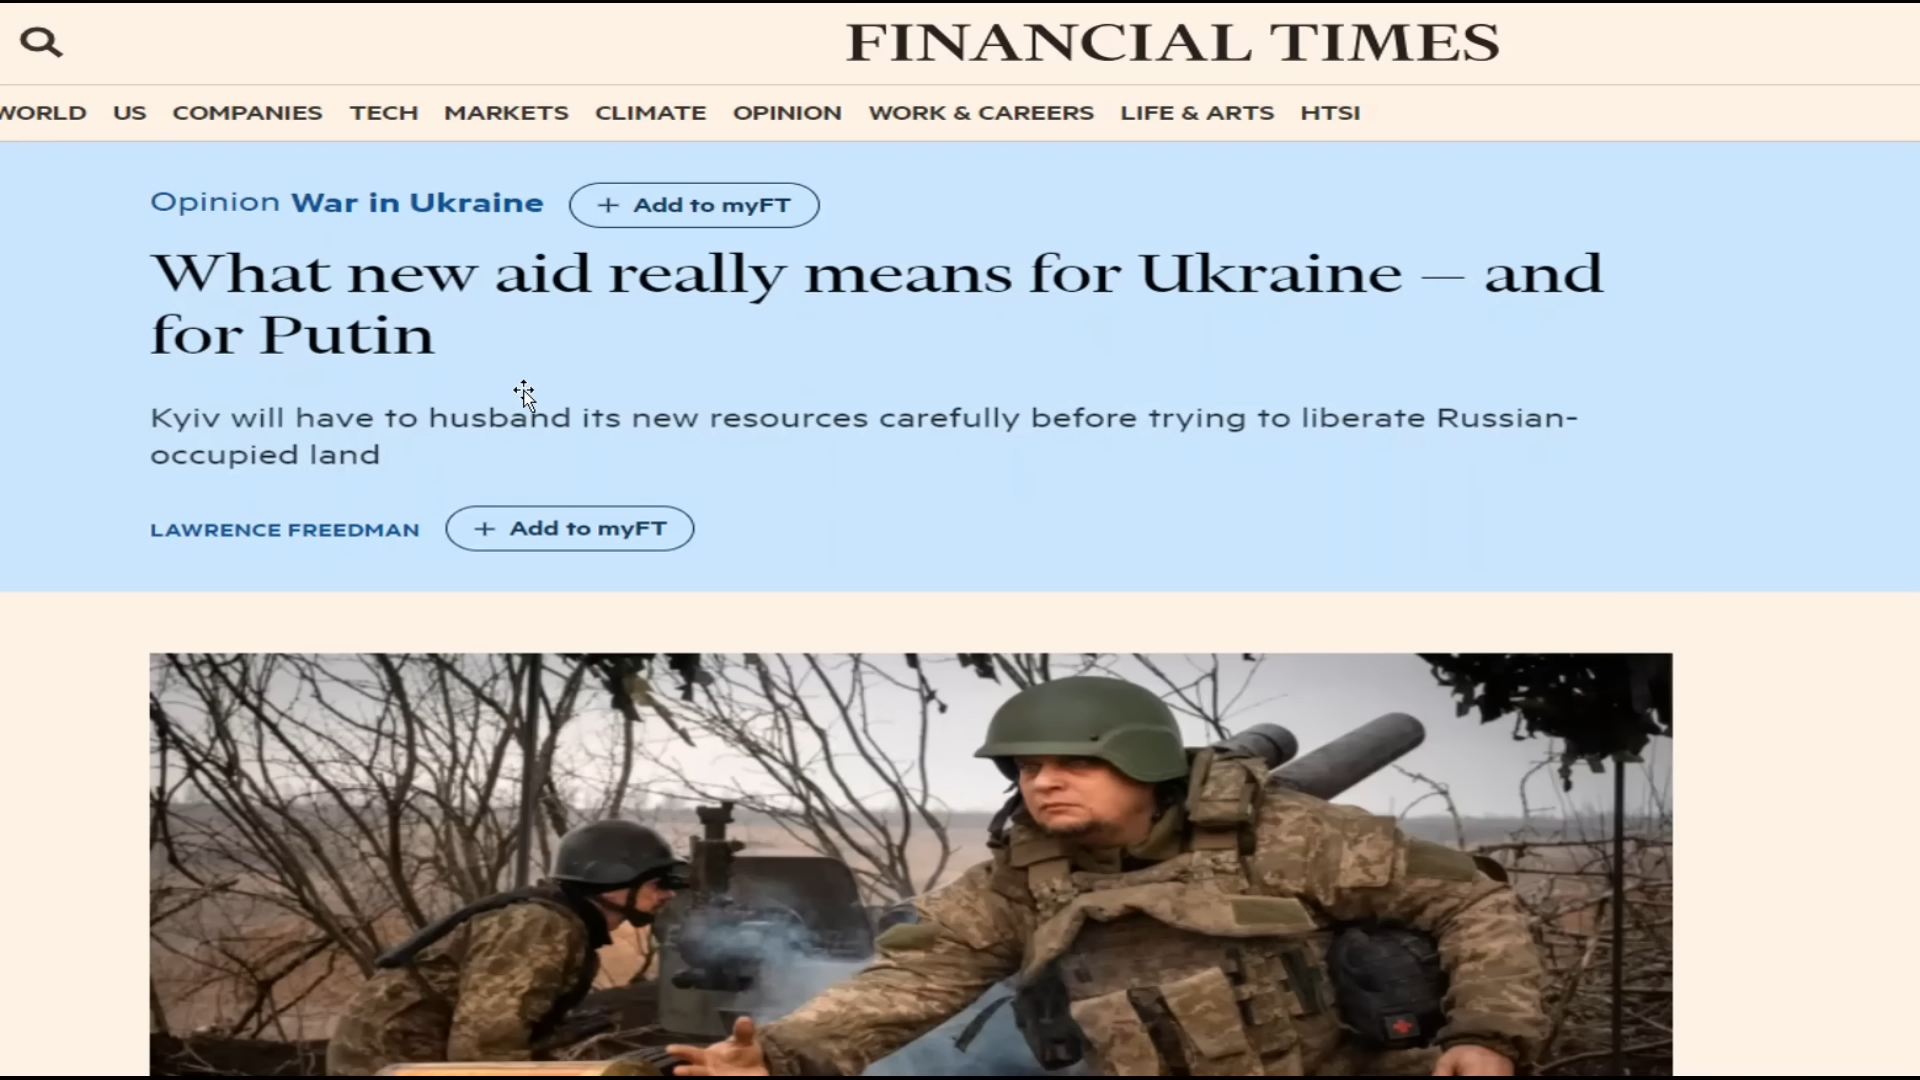 FINANCIAL TIMES
WORLD US COMPANIES TECH MARKETS CLIMATE OPINION WORK & CAREERS LIFE & ARTS HTSI
Opinion War in Ukraine + Add to myFT
What new aid really means for Ukraine – and
for Putin
Kyiv will have to husband its new resources carefully before trying to liberate Russian-
occupied land
LAWRENCE FREEDMAN + Add to myFT